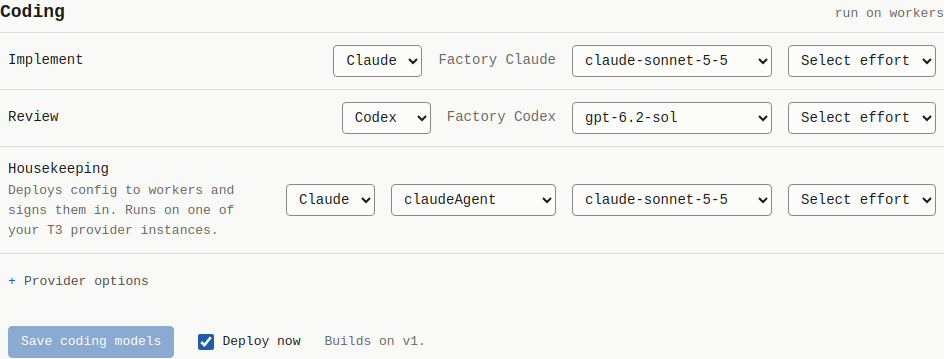 Coding run on workers
Implement Claude Factory Claude claude-sonnet-5-5 Select effort
Review Codex Factory Codex gpt-6.2-sol Select effort
Housekeeping
Deploys config to workers and
signs them in. Runs on one of
your T3 provider instances.
Claude claudeAgent claude-sonnet-5-5 Select effort
+ Provider options
Save coding models Deploy now Builds on v1.